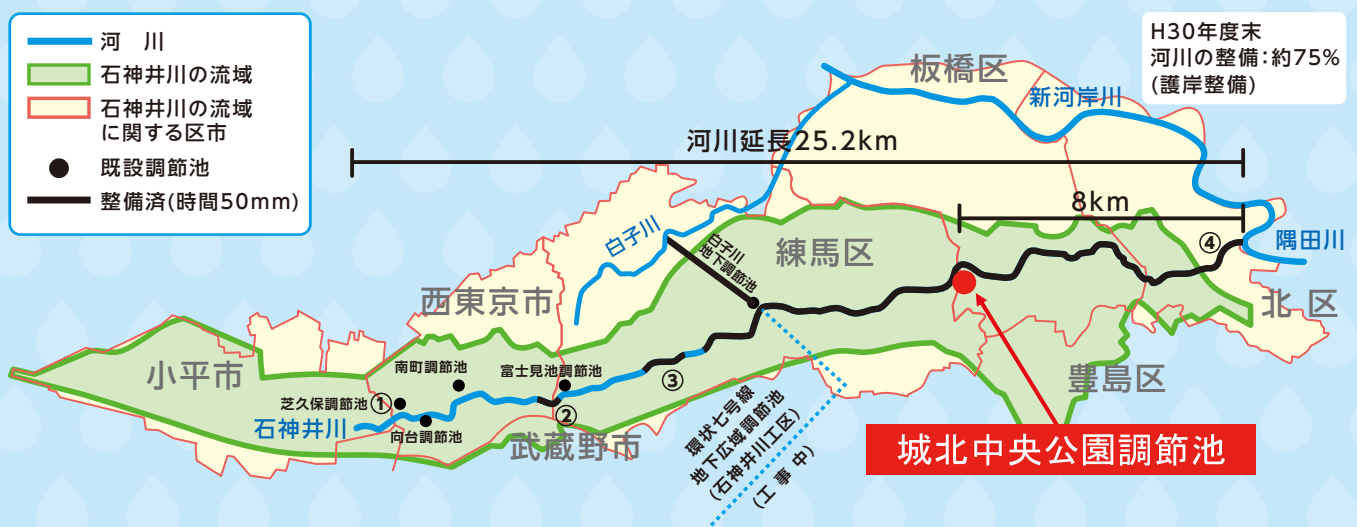 河　川
石神井川の流域
石神井川の流域
に関する区市
既設調節池
整備済(時間50mm)
H30年度末
河川の整備：約75%
(護岸整備)
板橋区
新河岸川
河川延長25.2km
8km
白子川
白子川
地下調節池
練馬区
④
隅田川
西東京市
北 区
小平市
南町調節池
富士見池調節池
③
豊島区
芝久保調節池
①
②
石神井川
向台調節池
武蔵野市
環状七号線
地下広域調節池
(石神井川工区)
(工 事 中)
城北中央公園調節池